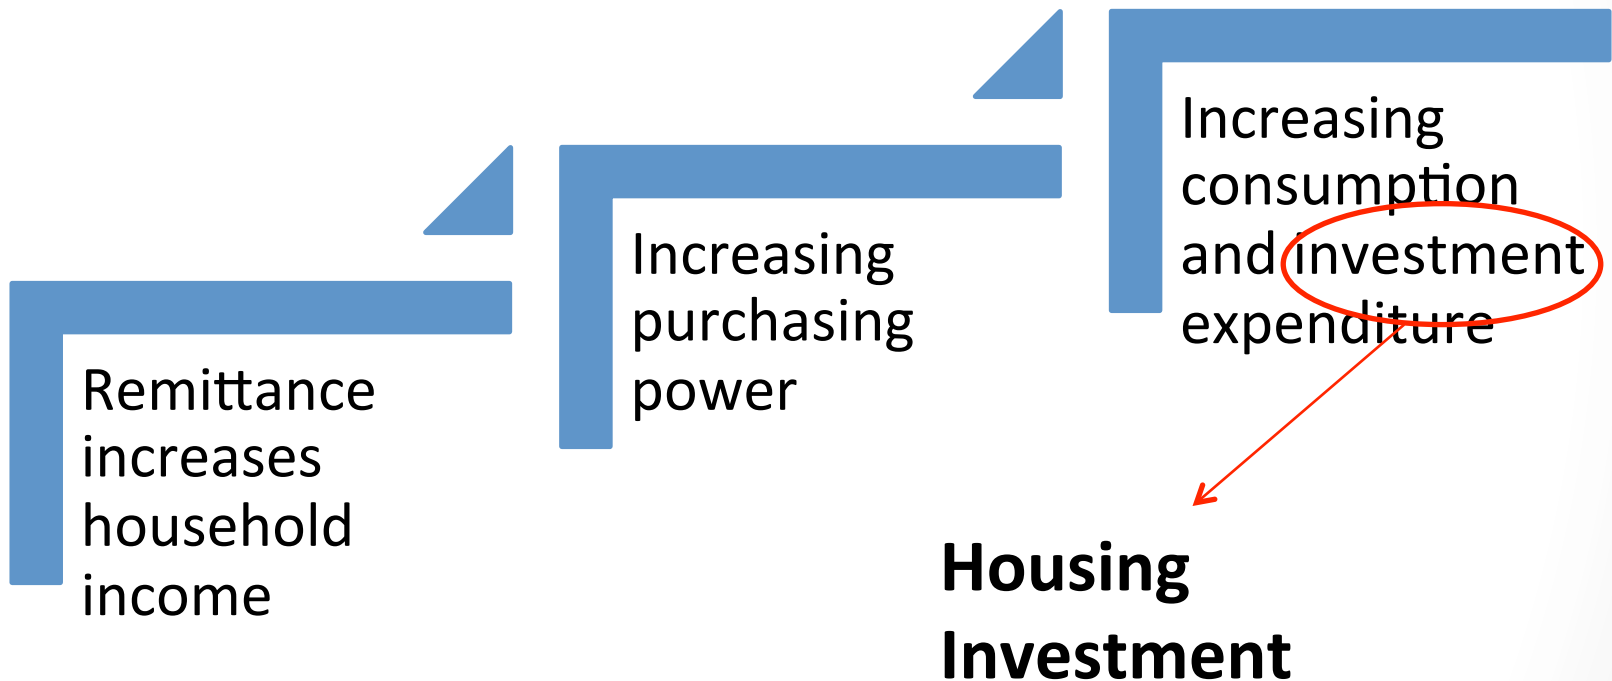 Remittance
increases
household
income
Increasing
purchasing
power
Increasing
consumption
and investment
expenditure
Housing
Investment